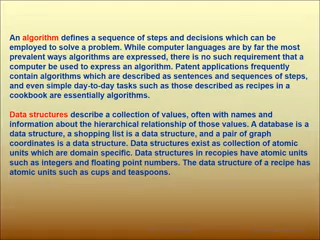 An algorithm defines a sequence of steps and decisions which can be
employed to solve a problem. While computer languages are by far the most
prevalent ways algorithms are expressed, there is no such requirement that a
computer be used to express an algorithm. Patent applications frequently
contain algorithms which are described as sentences and sequences of steps,
and even simple day-to-day tasks such as those described as recipes in a
cookbook are essentially algorithms.
Data structures describe a collection of values, often with names and
information about the hierarchical relationship of those values. A database is a
data structure, a shopping list is a data structure, and a pair of graph
coordinates is a data structure. Data structures exist as collection of atomic
units which are domain specific. Data structures in recopies have atomic units
such as integers and floating point numbers. The data structure of a recipe has
atomic units such as cups and teaspoons.